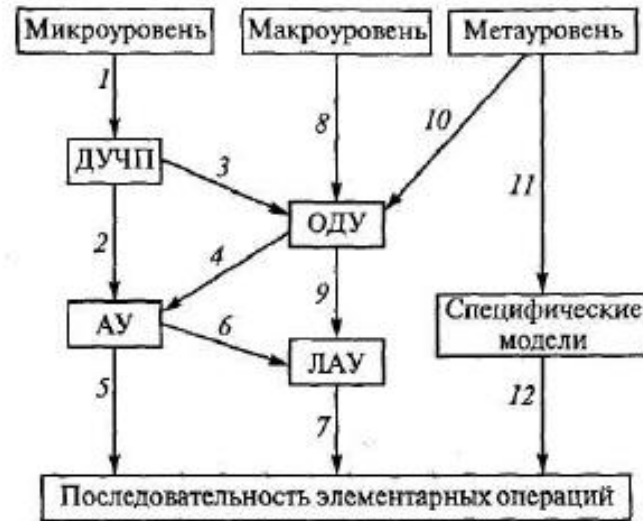 Микроуровень Макроуровень Метауровень
1
8
10
ДУЧП
3
11
ОДУ
2
4
9
АУ
6
Специфические
модели
ЛАУ
5
7
12
Последовательность элементарных операций